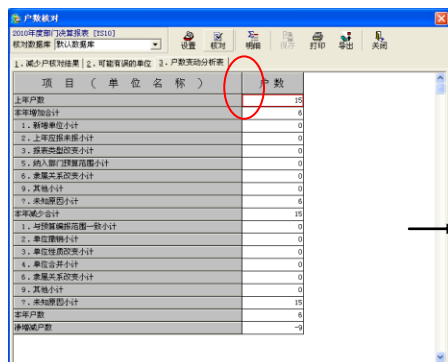 户数核对
2010年度部门决算报表 [IS10]
核对数据库 默认数据库
设置 核对 明细 保存 打印 导出 关闭
1. 减少户核对结果 2. 可能有误的单位 3. 户数变动分析表
项 目 ( 单 位 名 称 ) 户 数
上年户数 15
本年增加合计 6
1. 新增单位小计 0
2. 上年应报未报小计 0
3. 报表类型改变小计 0
5. 纳入部门预算范围小计 0
6. 隶属关系改变小计 0
9. 其他小计 0
?. 未知原因小计 6
本年减少合计 15
1. 与预算编报范围一致小计 0
2. 单位撤销小计 0
3. 单位性质改变小计 0
4. 单位合并小计 0
6. 隶属关系改变小计 0
9. 其他小计 0
?. 未知原因小计 15
本年户数 6
净增减户数 -9